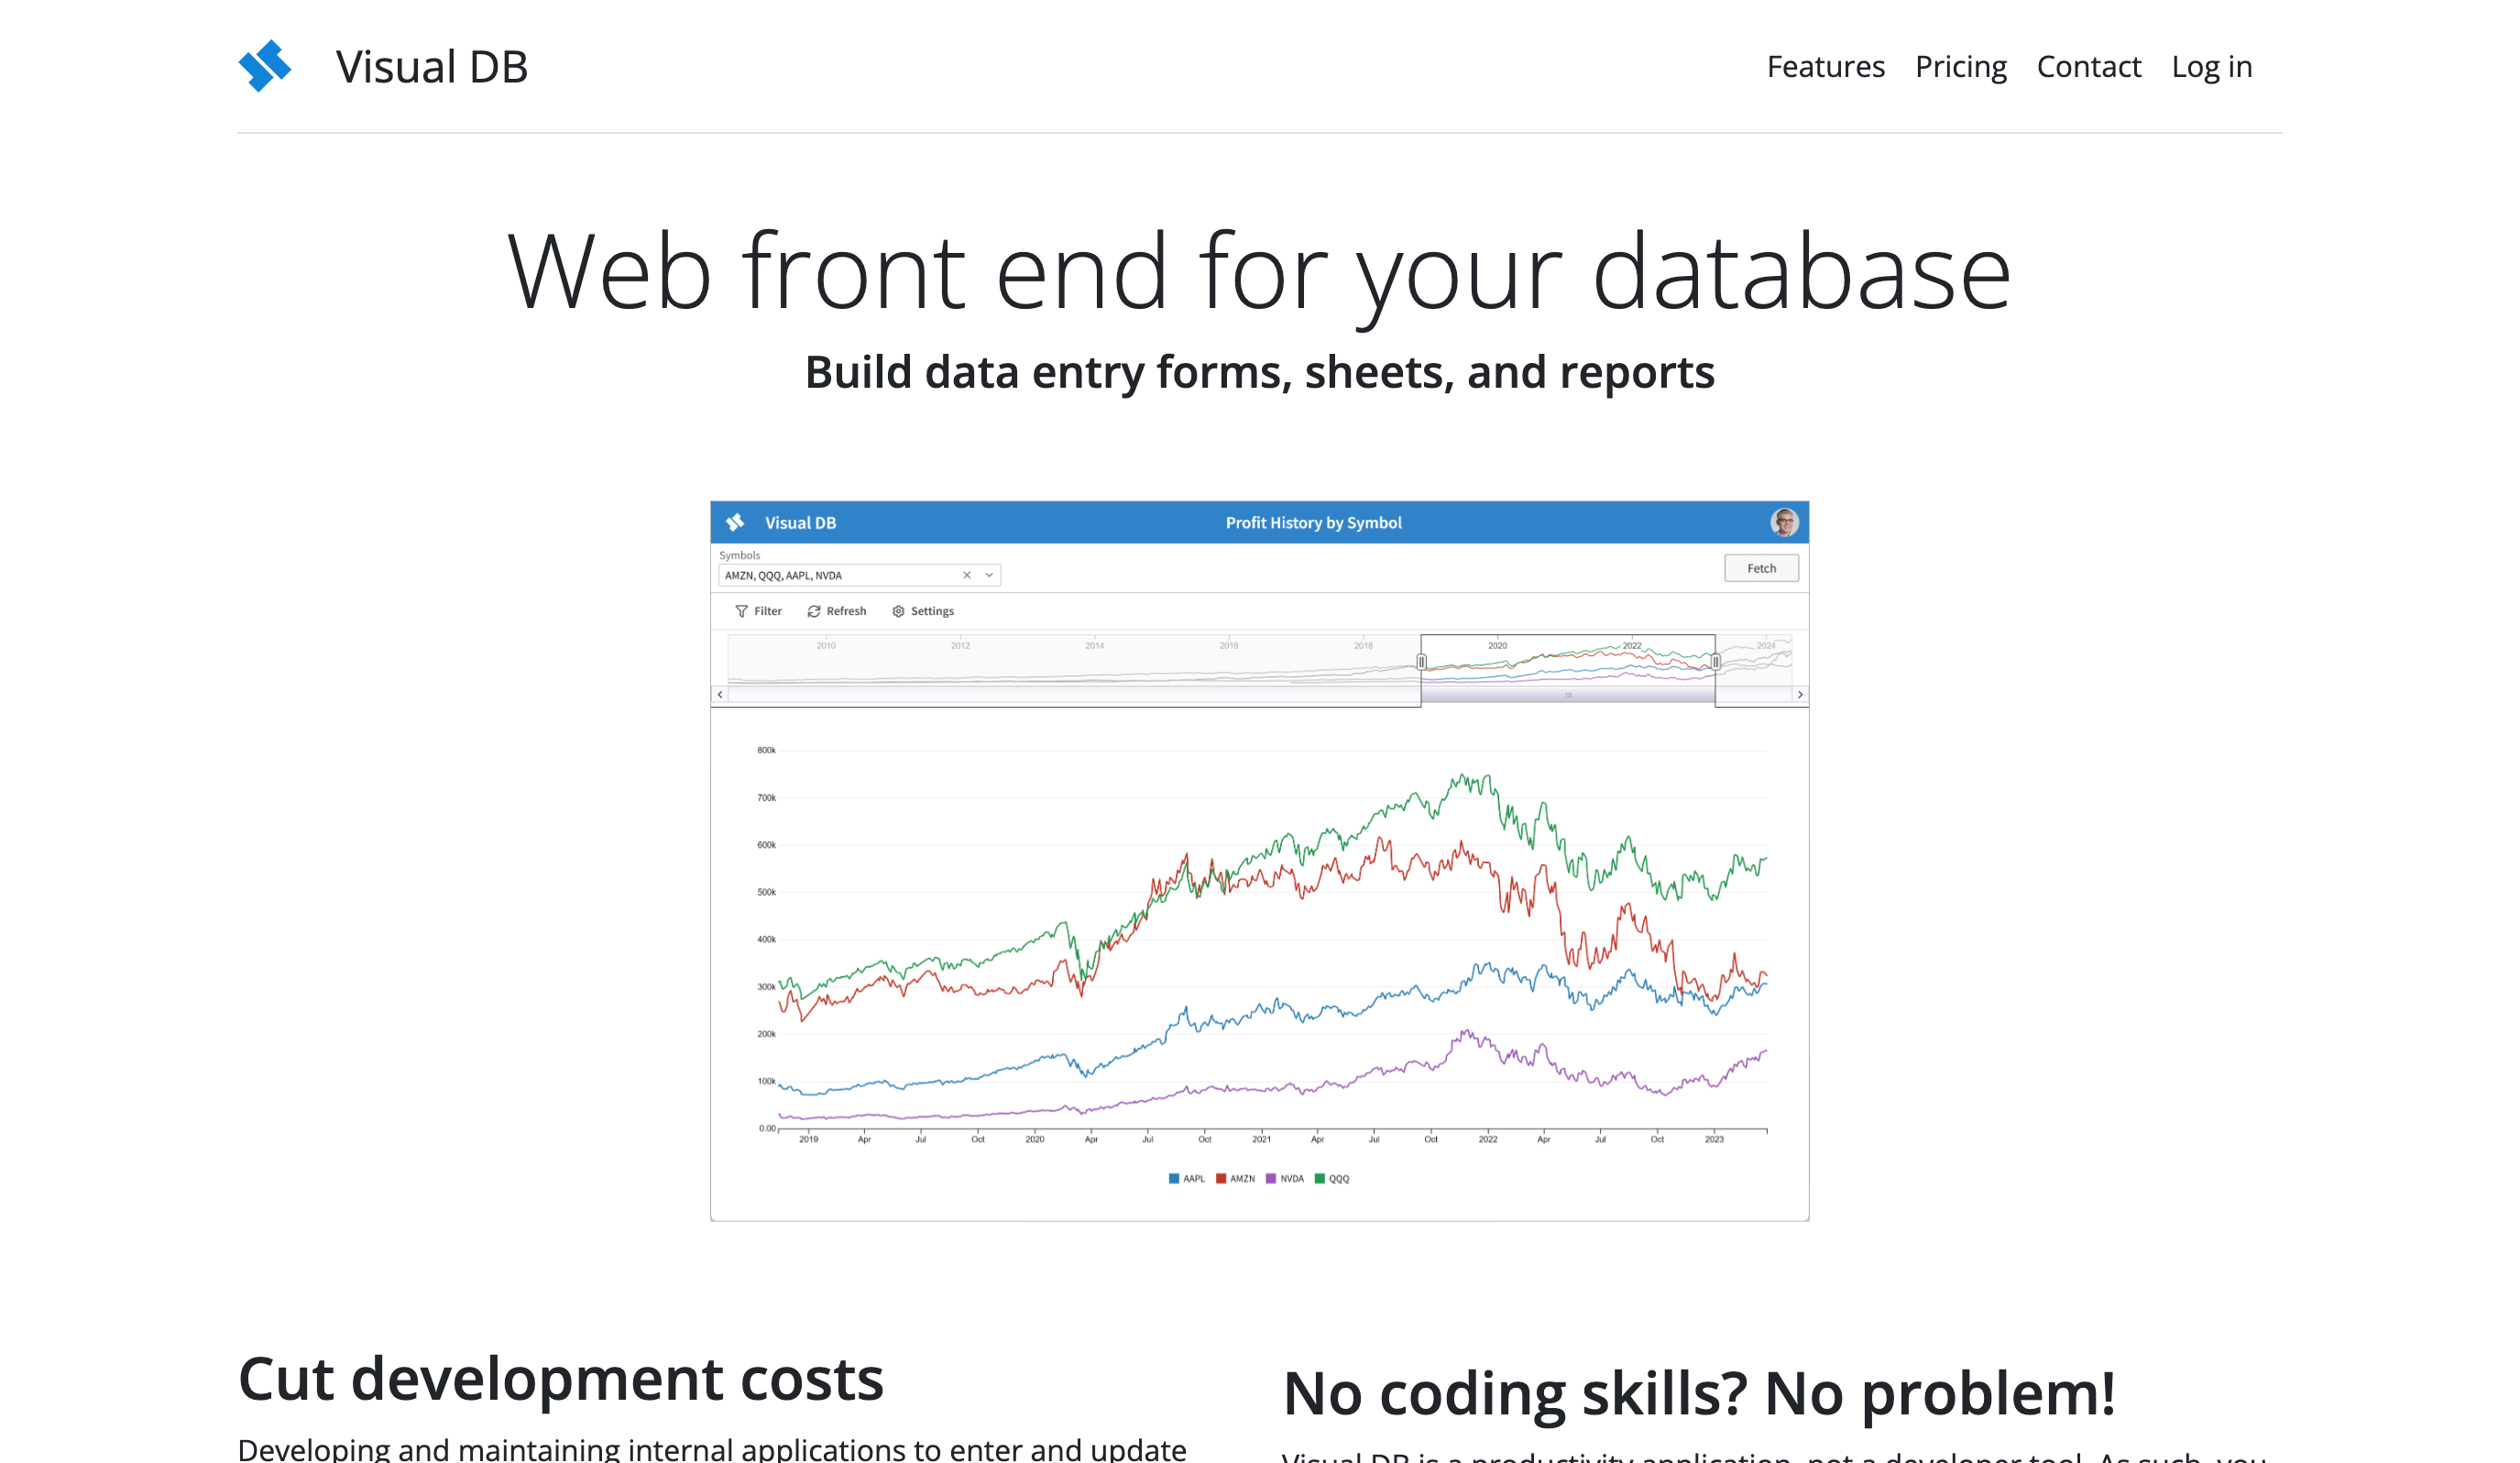 Visual DB
Features Pricing Contact Log in
Web front end for your database
Build data entry forms, sheets, and reports
Visual DB
Profit History by Symbol
Symbols
AMZN, QQQ, AAPL, NVDA
Fetch
Filter Refresh Settings
2010 2012 2014 2016 2018 2020 2022 2024
800k
700k
600k
500k
400k
300k
200k
100k
0.00
2019 Apr Jul Oct 2020 Apr Jul Oct 2021 Apr Jul Oct 2022 Apr Jul Oct 2023
AAPL AMZN NVDA QQQ
Cut development costs
Developing and maintaining internal applications to enter and update
No coding skills? No problem!
Visual DB is a productivity application, not a developer tool. As such, you